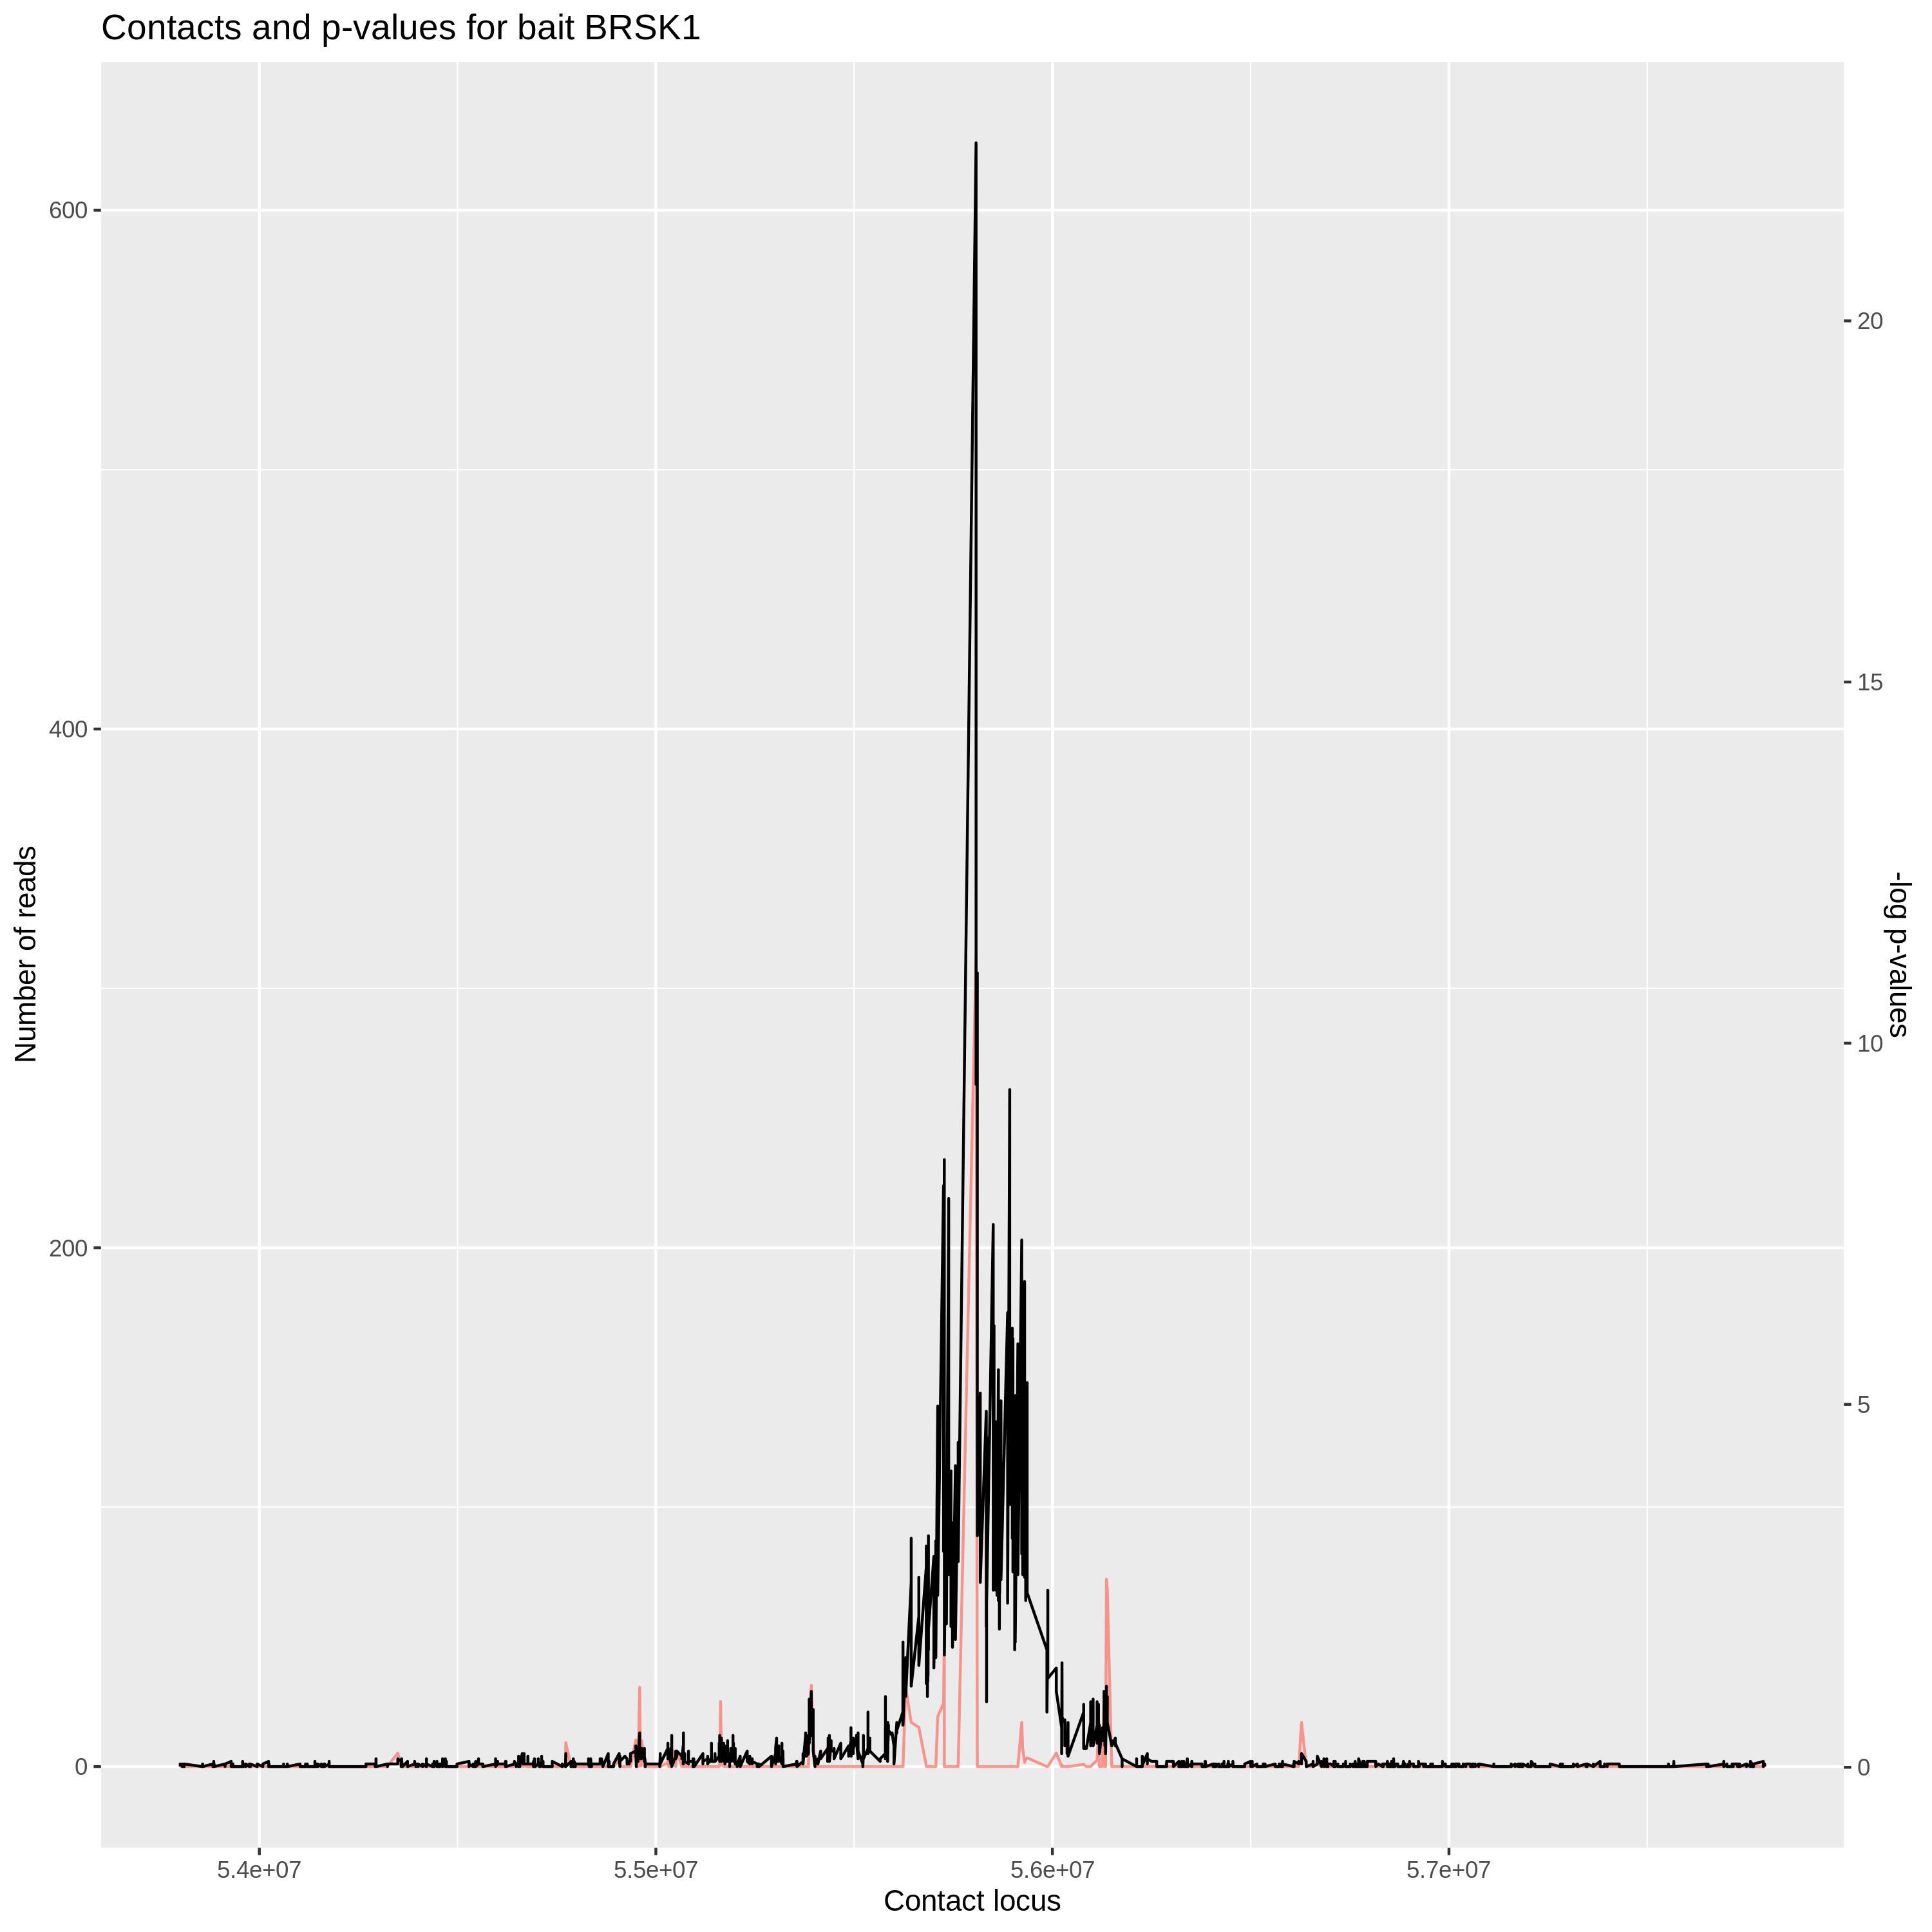 Contacts and p-values for bait BRSK1
600
400
200
0
20
15
10
5
0
Number of reads
-log p-values
5.4e+07
5.5e+07
5.6e+07
5.7e+07
Contact locus